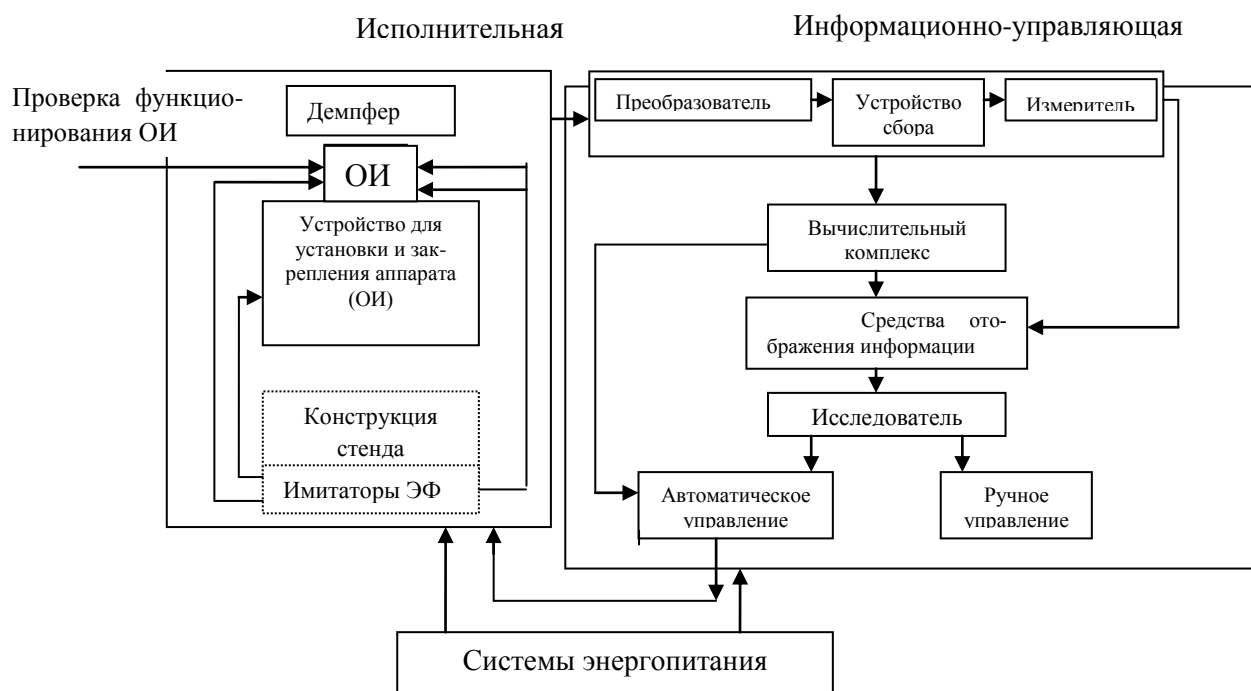 Исполнительная
Информационно-управляющая
Проверка функцио-
нирования ОИ
Демпфер
ОИ
Устройство для
установки и зак-
репления аппарата
(ОИ)
Конструкция
стенда
Имитаторы ЭФ
Преобразователь
Устройство
сбора
Измеритель
Вычислительный
комплекс
Средства ото-
бражения информации
Исследователь
Автоматическое
управление
Ручное
управление
Системы энергопитания